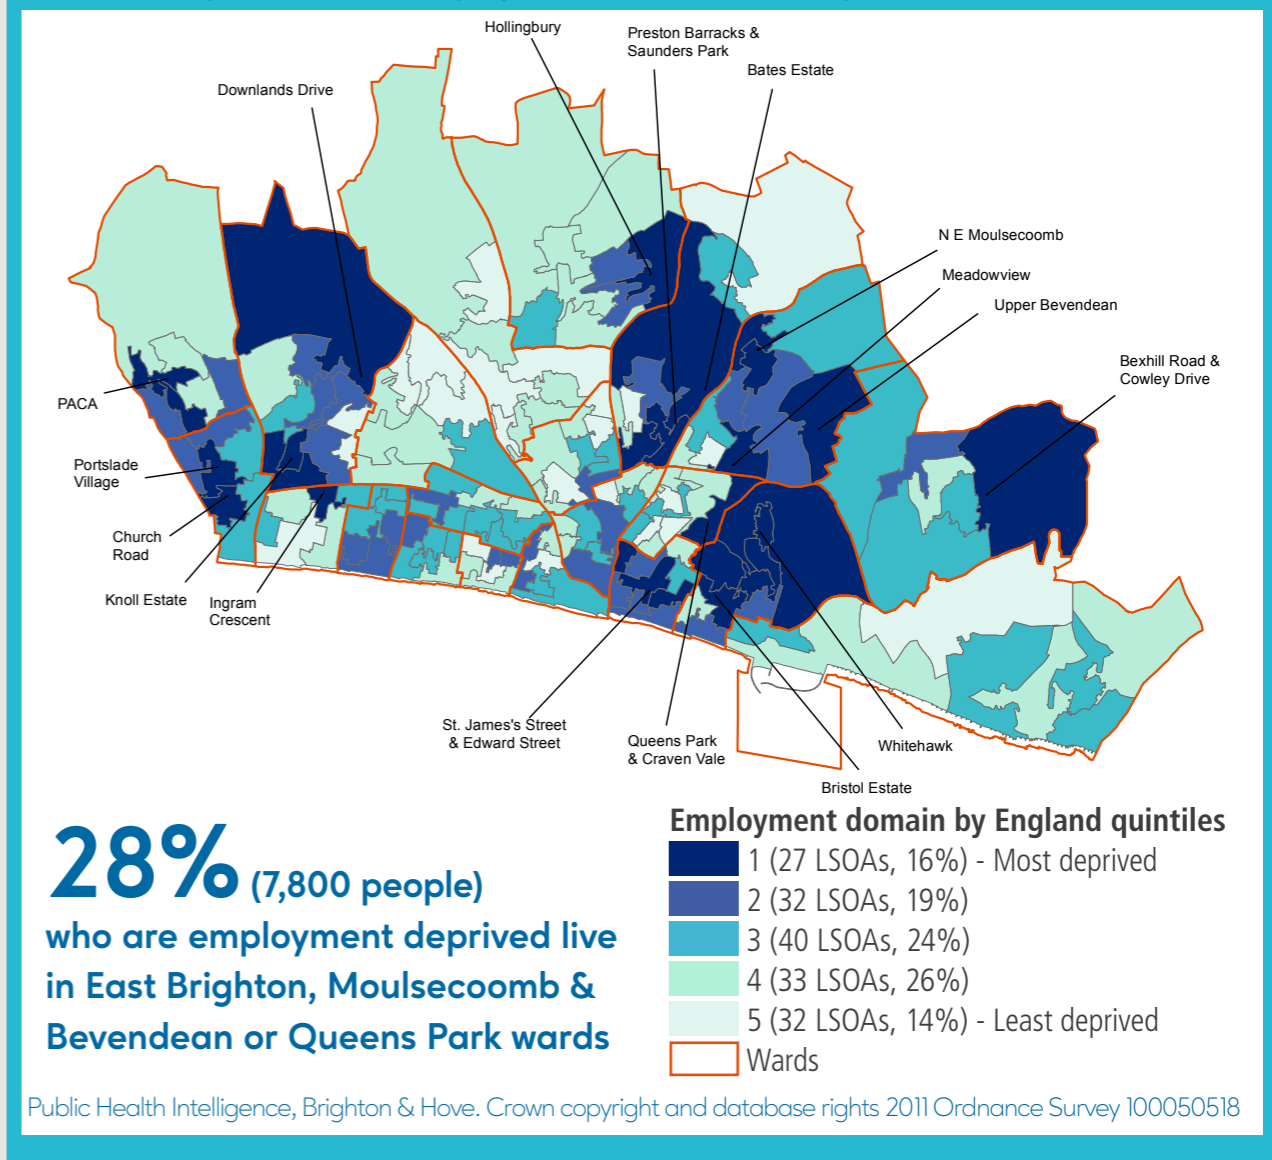 Hollingbury
Preston Barracks &
Saunders Park
Bates Estate
Downlands Drive
N E Moulsecoomb
Meadowview
Upper Bevendean
Bexhill Road &
Cowley Drive
PACA
Portslade
Village
Church
Road
Knoll Estate
Ingram
Crescent
St. James's Street
& Edward Street
Queens Park
& Craven Vale
Whitehawk
Bristol Estate
28% (7,800 people)
who are employment deprived live
in East Brighton, Moulsecoomb &
Bevendean or Queens Park wards
Employment domain by England quintiles
1 (27 LSOAs, 16%) - Most deprived
2 (32 LSOAs, 19%)
3 (40 LSOAs, 24%)
4 (33 LSOAs, 26%)
5 (32 LSOAs, 14%) - Least deprived
Wards
Public Health Intelligence, Brighton & Hove. Crown copyright and database rights 2011 Ordnance Survey 100050518